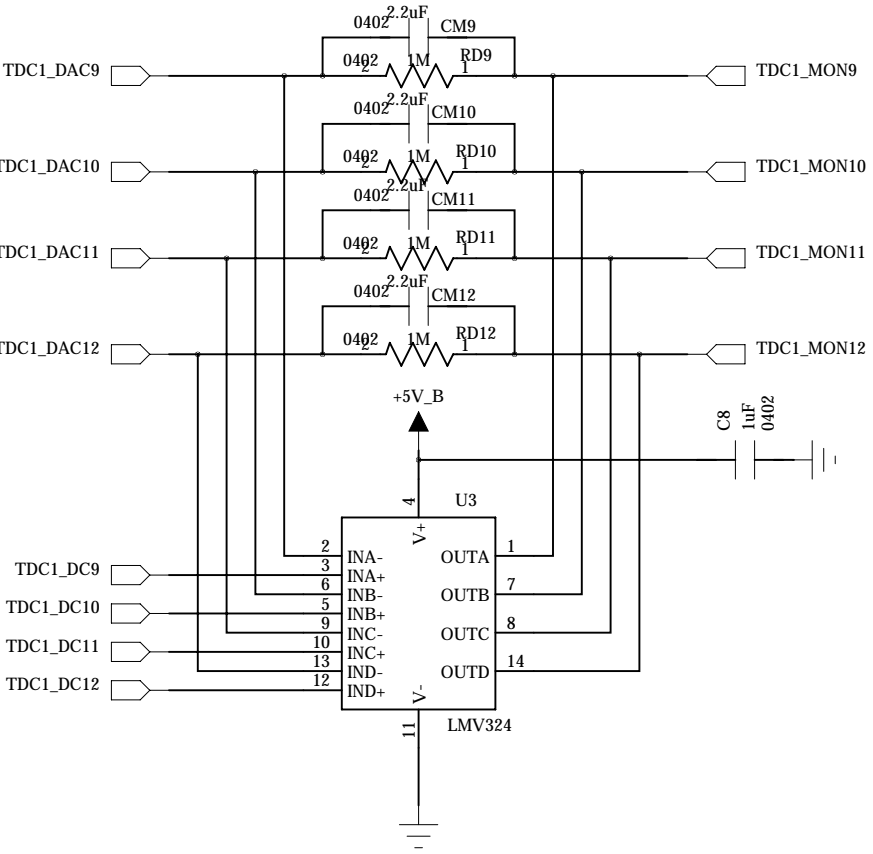 2.2uF
0402
CM9
TDC1_DAC9
0402
2
1M
RD9
1
TDC1_MON9
2.2uF
0402
CM10
TDC1_DAC10
0402
2
1M
RD10
1
TDC1_MON10
2.2uF
0402
CM11
TDC1_DAC11
0402
2
1M
RD11
1
TDC1_MON11
2.2uF
0402
CM12
TDC1_DAC12
0402
2
1M
RD12
1
TDC1_MON12
+5V_B
C8
1uF
0402
4
U3
V+
2
INA-
OUTA
1
TDC1_DC9
3
INA+
6
INB-
OUTB
7
TDC1_DC10
5
INB+
9
INC-
OUTC
8
TDC1_DC11
10
INC+
13
IND-
OUTD
14
TDC1_DC12
12
IND+
V-
11
LMV324